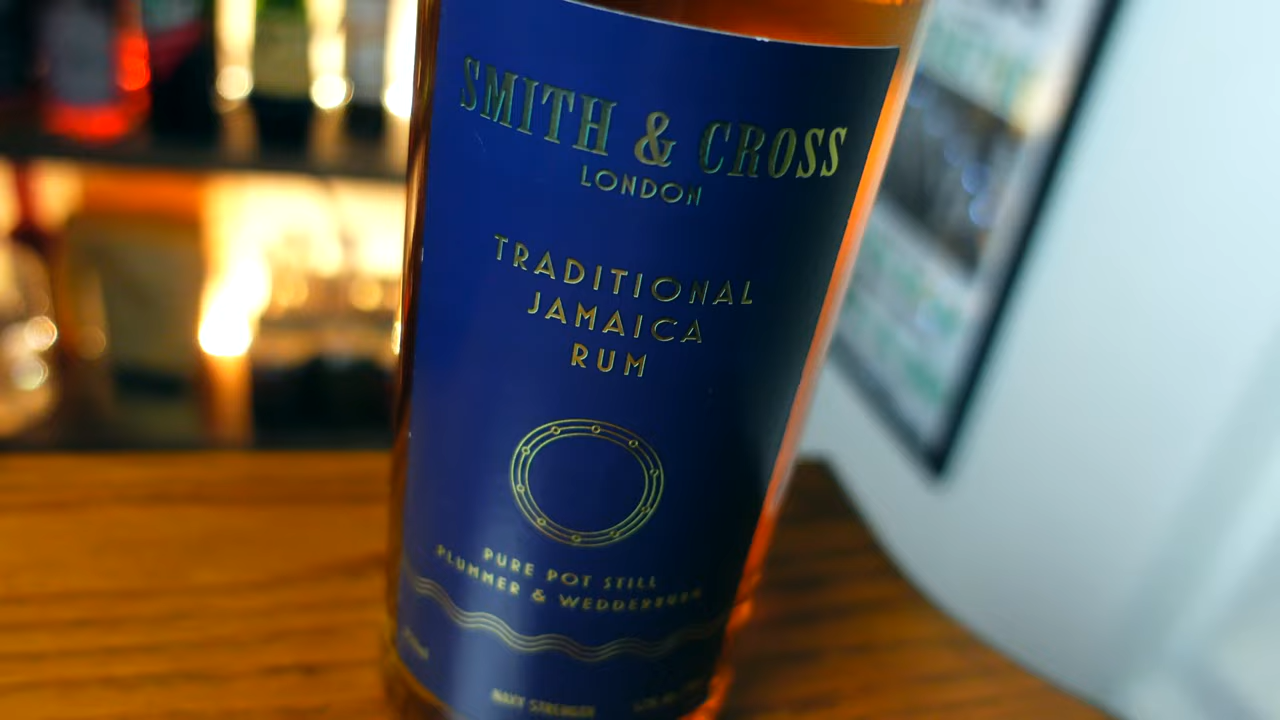 SMITH & CROSS
LONDON
TRADITIONAL
JAMAICA
RUM
PURE POT STILL
PLUMMER & WEDDERBURN
NAVY STRENGTH